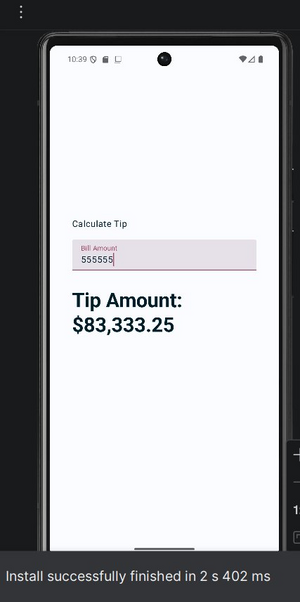 10:39
Calculate Tip
Bill Amount
555555
Tip Amount:
$83,333.25
Install successfully finished in 2 s 402 ms